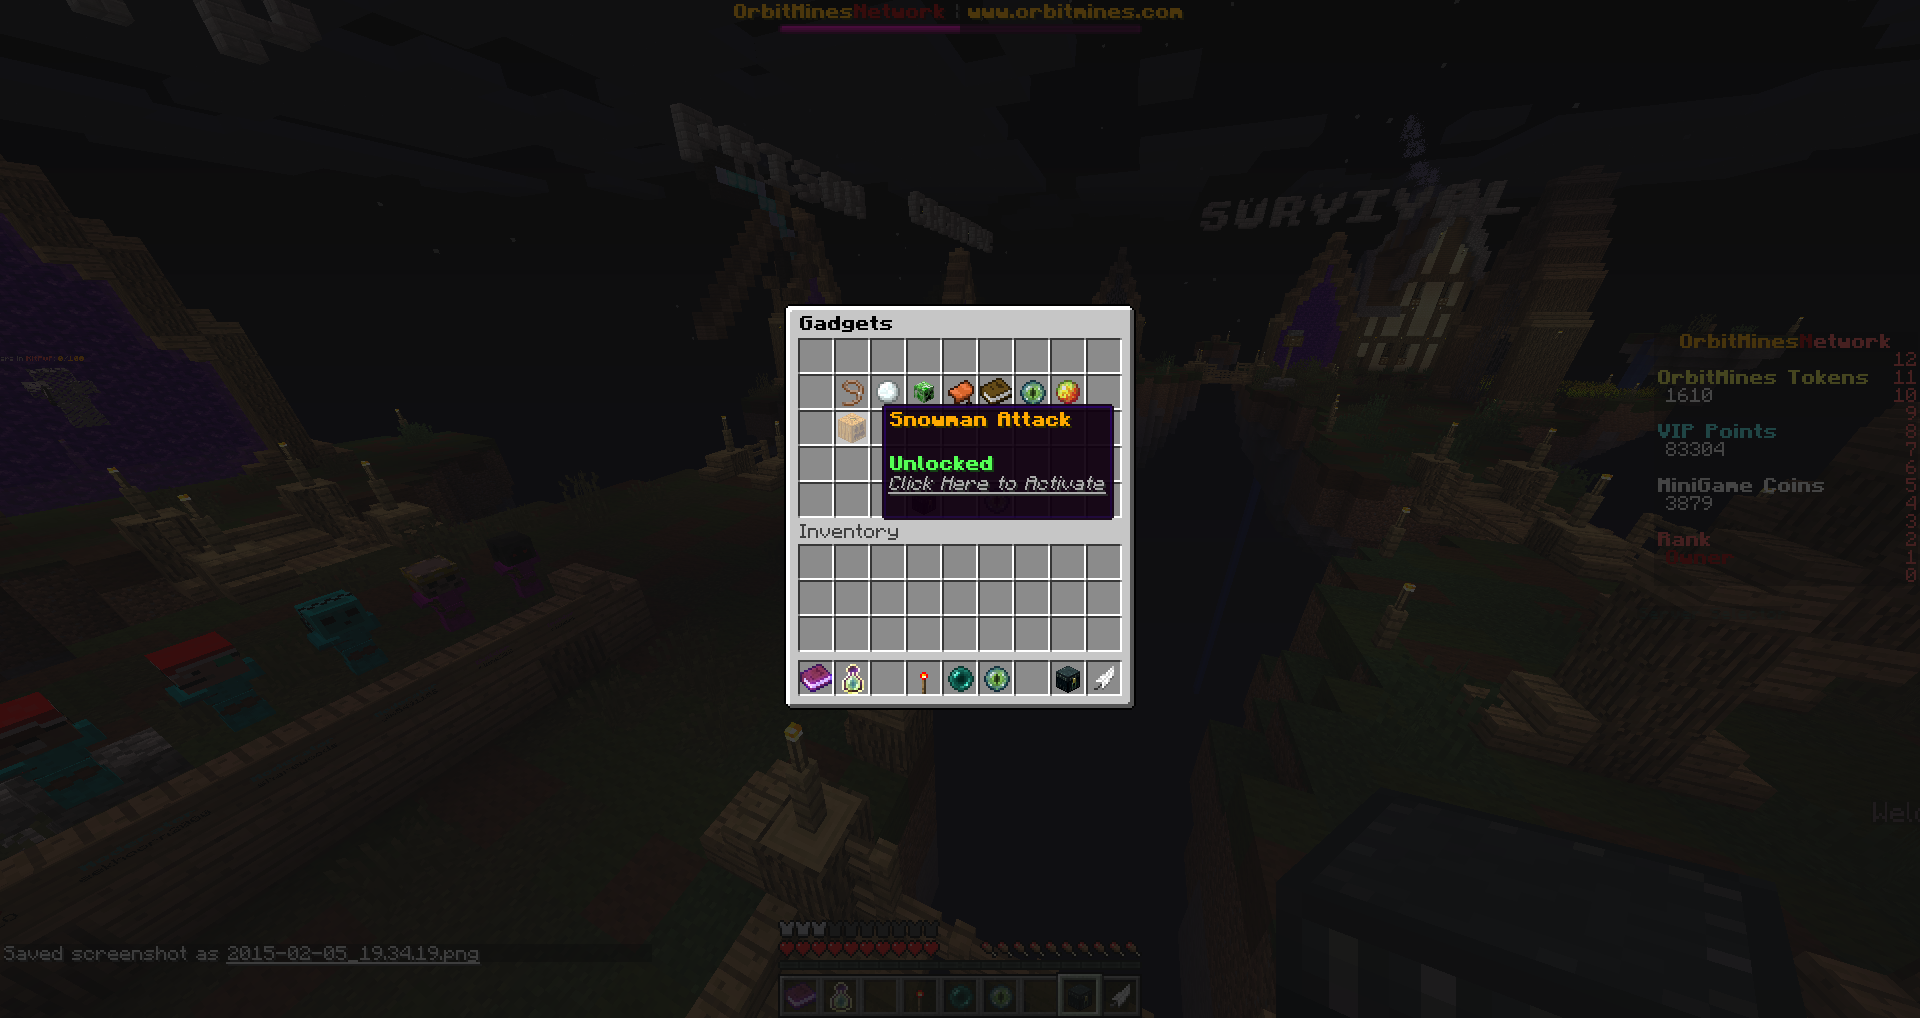 OrbitMinesNetwork | www.orbitmines.com
SURVIVAL
Gadgets
Snowman Attack
Unlocked
Click Here to Activate
Inventory
OrbitMinesNetwork
12
OrbitMines Tokens 11
1610 10
9
VIP Points 8
83304 7
6
MiniGame Coins 5
3879 4
3
Rank 2
Owner 1
0
Welc
Saved screenshot as 2015-02-05_19.34.19.png